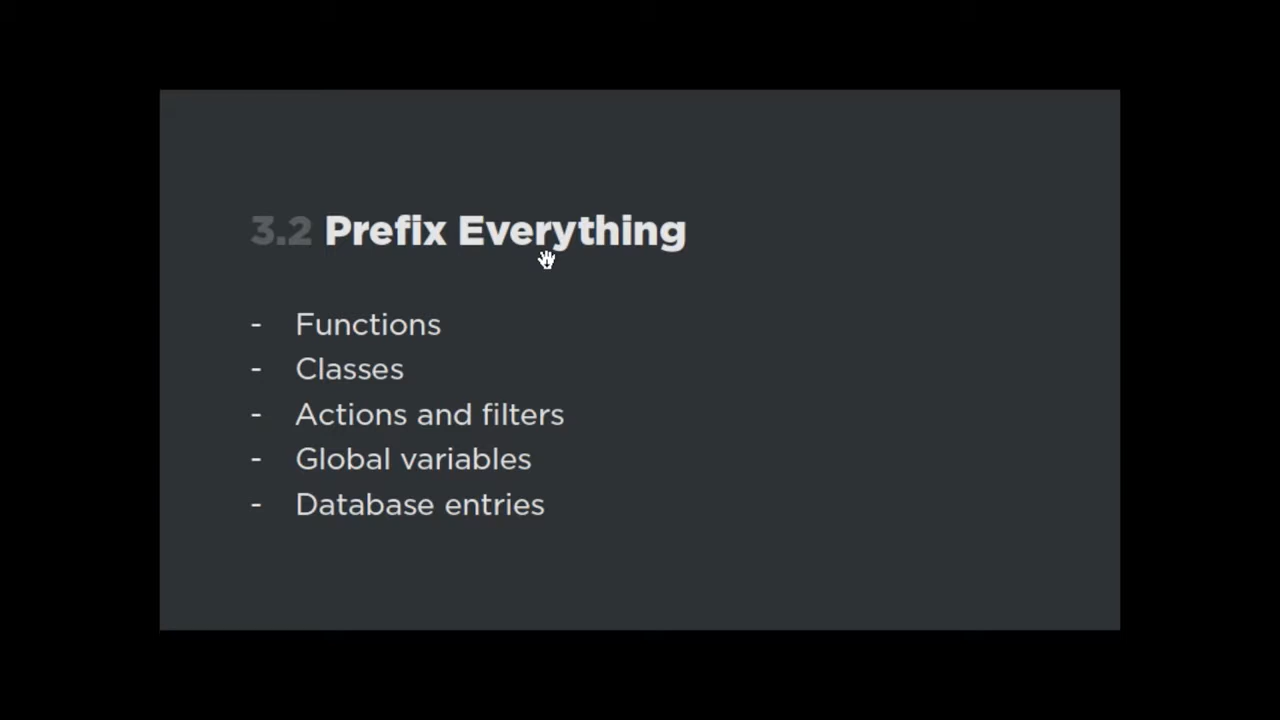 3.2 Prefix Everything
- Functions
- Classes
- Actions and filters
- Global variables
- Database entries